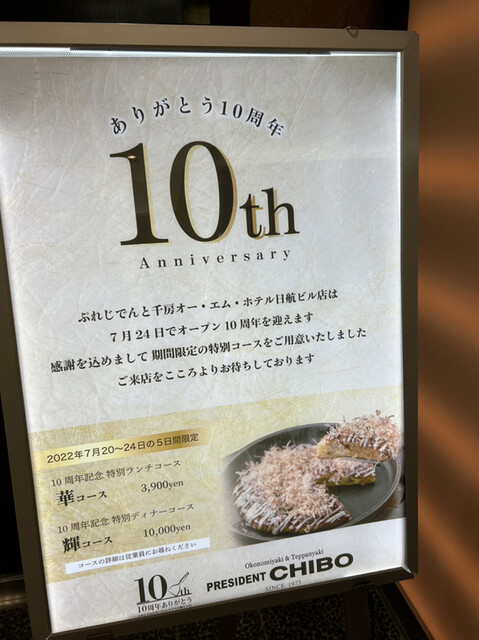 ありがとう10周年
10th
Anniversary
ぷれじでんと千房オー・エム・ホテル日航ビル店は
7月24日でオープン10周年を迎えます
感謝を込めまして 期間限定の特別コースをご用意いたしました
ご来店をこころよりお待ちしております
2022年7月20〜24日の5日間限定
10周年記念 特別ランチコース
華コース 3,900yen
10周年記念 特別ディナーコース
輝コース 10,000yen
コースの詳細は従業員にお尋ねください
10
10周年ありがとう
Okonomiyaki & Teppanyaki
PRESIDENT CHIBO
SINCE 1973